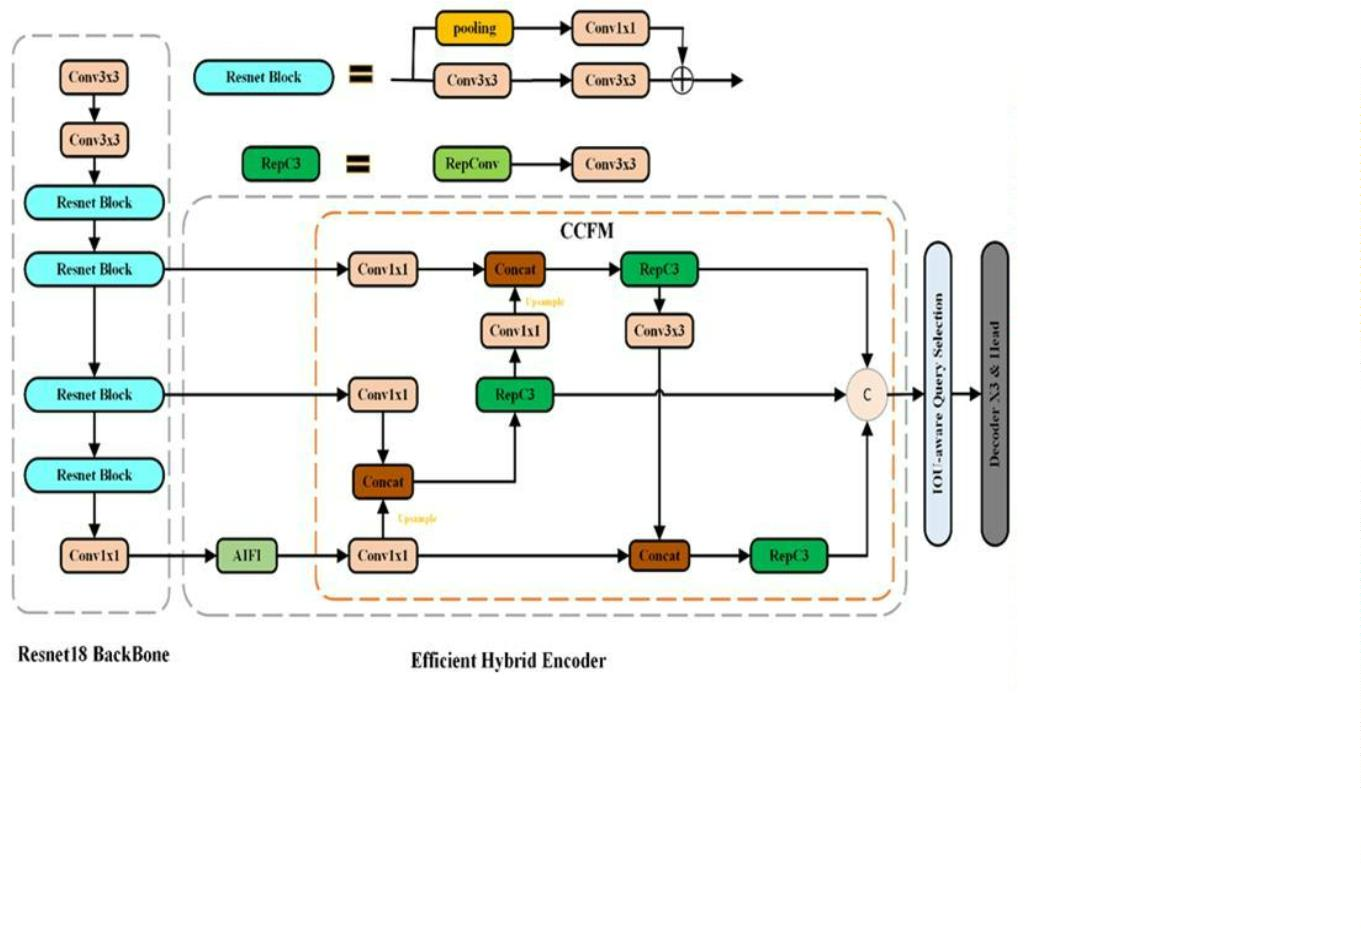 pooling
Conv1x1
Conv3x3
Resnet Block
Conv3x3
Conv3x3
Conv3x3
RepC3
RepConv
Conv3x3
Resnet Block
CCFM
Resnet Block
Conv1x1
Concat
RepC3
Upsample
Conv1x1
Conv3x3
Resnet Block
Conv1x1
RepC3
C
IOU-aware Query Selection
Decoder X3 & Head
Resnet Block
Concat
Upsample
Conv1x1
AIFI
Conv1x1
Concat
RepC3
Resnet18 BackBone
Efficient Hybrid Encoder